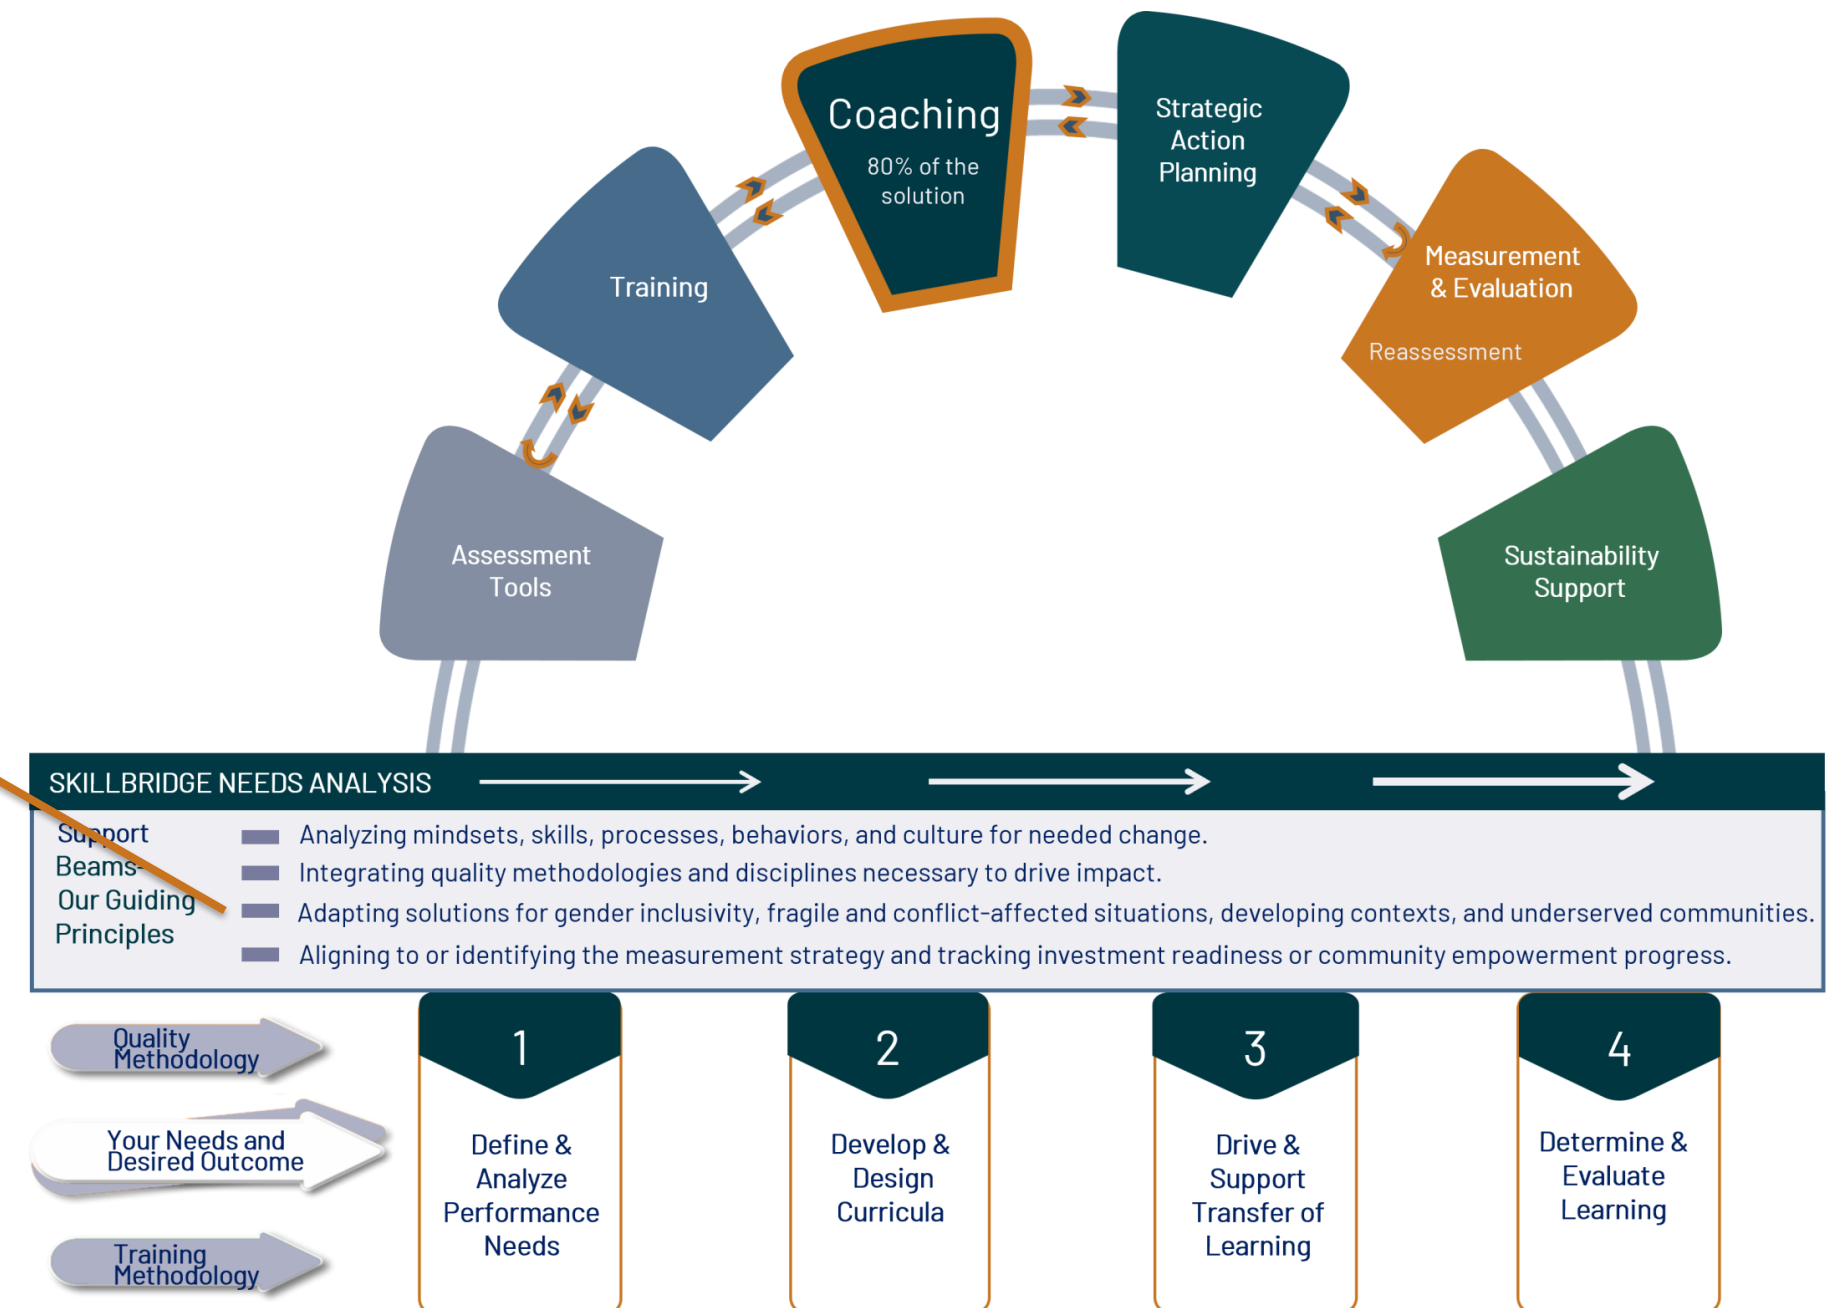 Coaching
80% of the
solution
Strategic
Action
Planning
Training
Measurement
& Evaluation
Reassessment
Assessment
Tools
Sustainability
Support
SKILLBRIDGE NEEDS ANALYSIS
Support
Beams-
Our Guiding
Principles
Analyzing mindsets, skills, processes, behaviors, and culture for needed change.
Integrating quality methodologies and disciplines necessary to drive impact.
Adapting solutions for gender inclusivity, fragile and conflict-affected situations, developing contexts, and underserved communities.
Aligning to or identifying the measurement strategy and tracking investment readiness or community empowerment progress.
Quality
Methodology
Your Needs and
Desired Outcome
Training
Methodology
1
Define &
Analyze
Performance
Needs
2
Develop &
Design
Curricula
3
Drive &
Support
Transfer of
Learning
4
Determine &
Evaluate
Learning